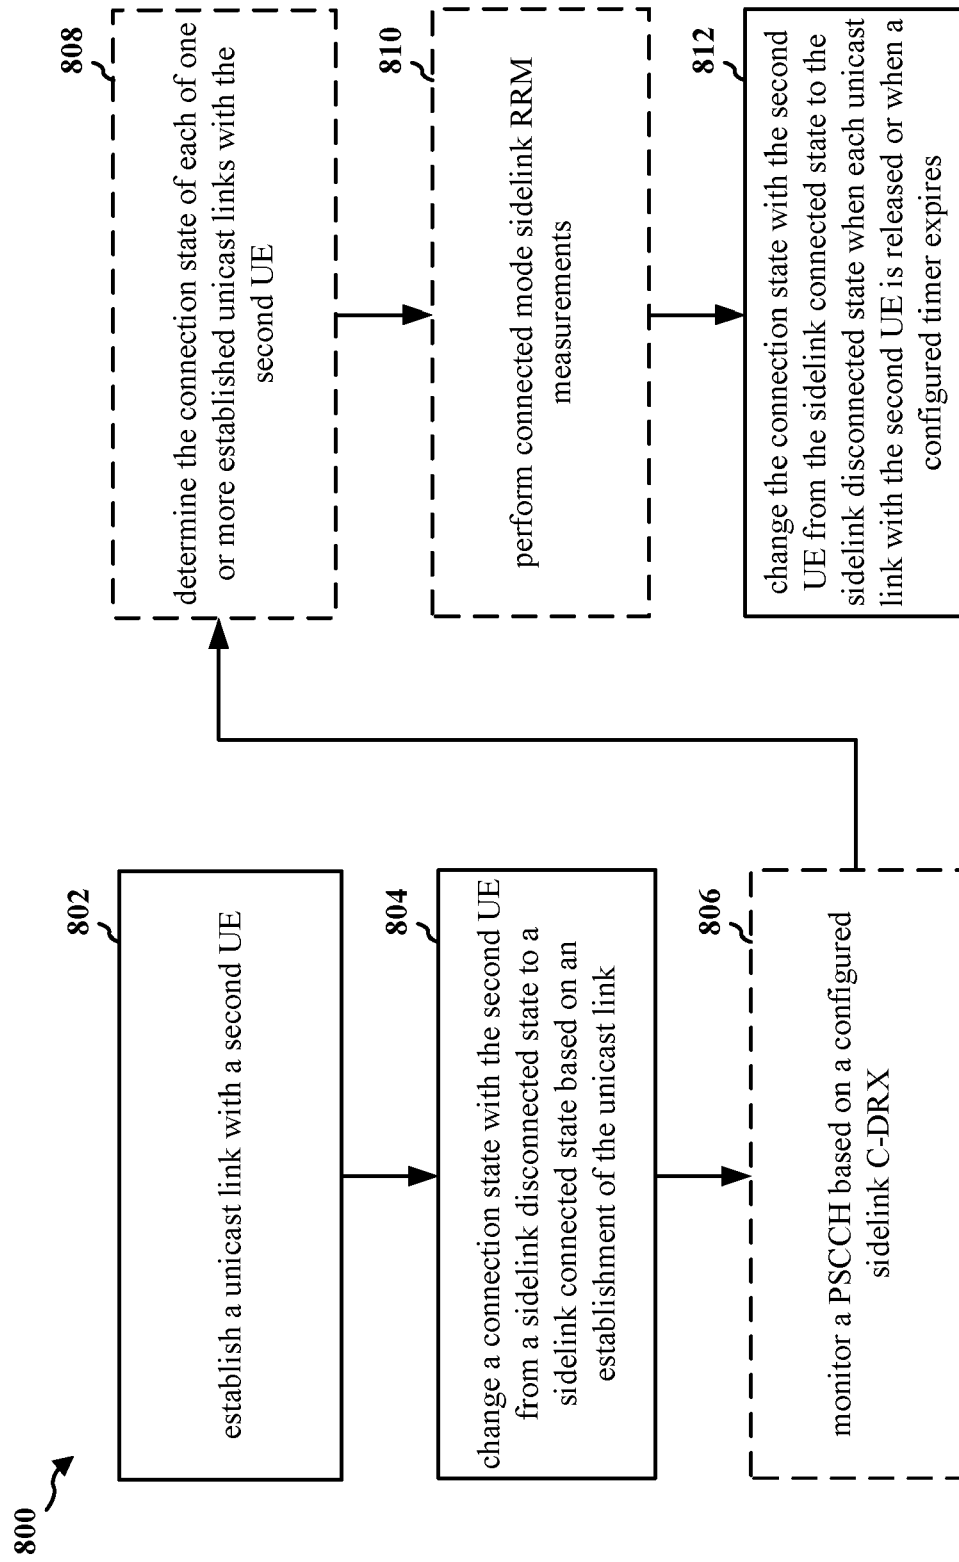 800
802
establish a unicast link with a second UE
804
change a connection state with the second UE
from a sidelink disconnected state to a
sidelink connected state based on an
establishment of the unicast link
806
monitor a PSCCH based on a configured
sidelink C-DRX
808
determine the connection state of each of one
or more established unicast links with the
second UE
810
perform connected mode sidelink RRM
measurements
812
change the connection state with the second
UE from the sidelink connected state to the
sidelink disconnected state when each unicast
link with the second UE is released or when a
configured timer expires